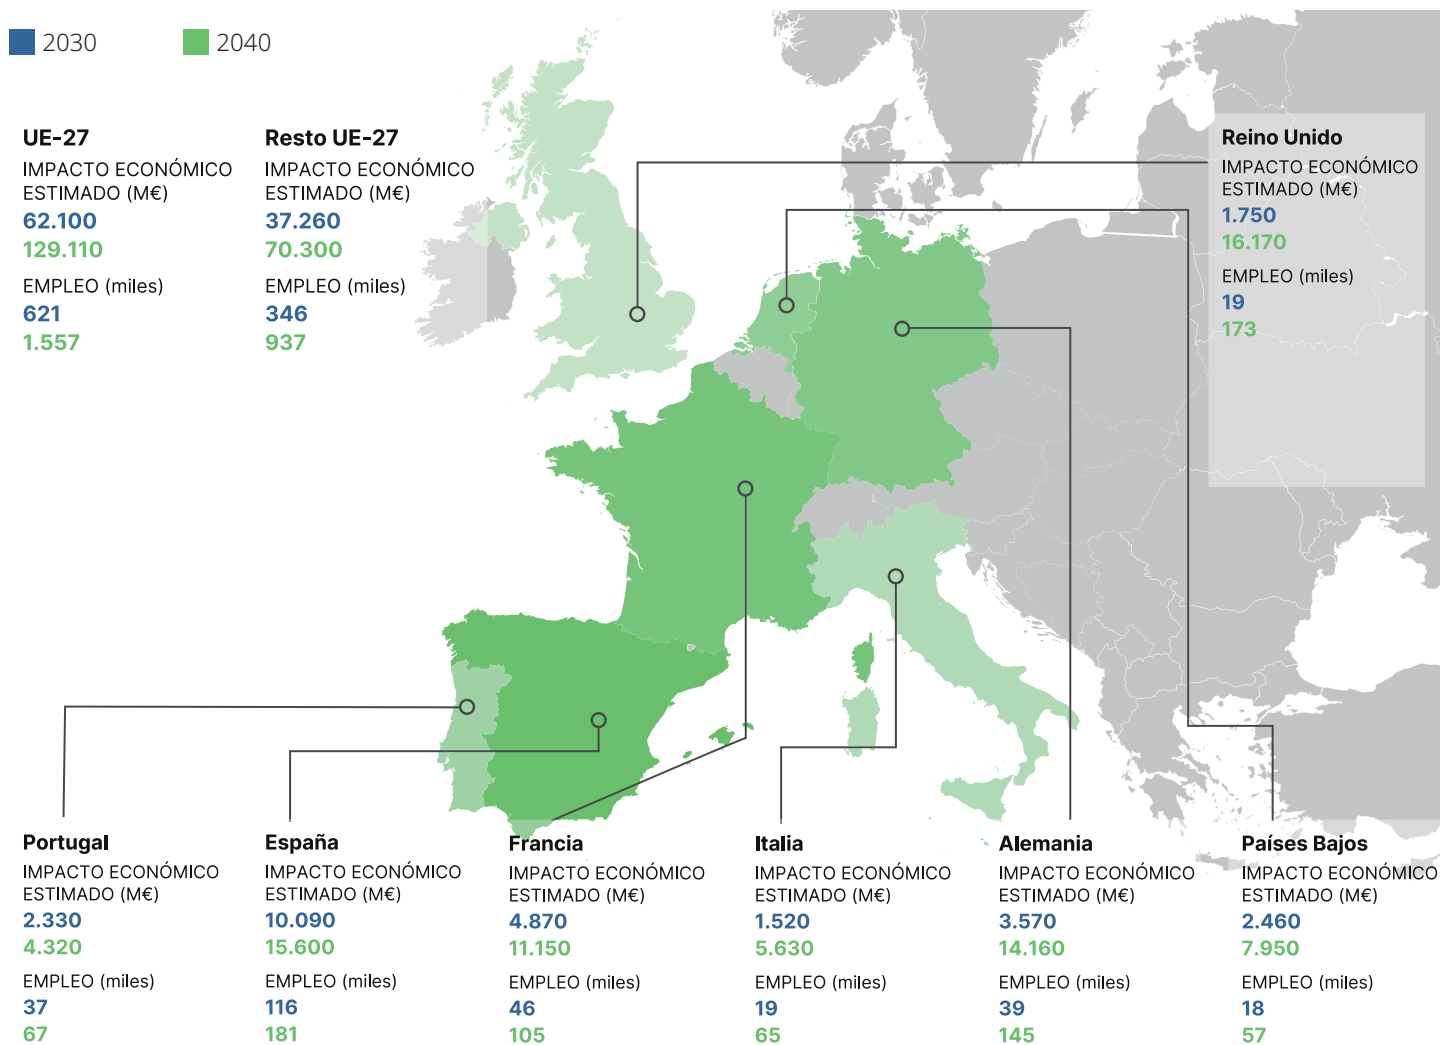 2030
2040
UE-27
IMPACTO ECONÓMICO
ESTIMADO (M€)
62.100
129.110
EMPLEO (miles)
621
1.557
Resto UE-27
IMPACTO ECONÓMICO
ESTIMADO (M€)
37.260
70.300
EMPLEO (miles)
346
937
Reino Unido
IMPACTO ECONÓMICO
ESTIMADO (M€)
1.750
16.170
EMPLEO (miles)
19
173
Portugal
IMPACTO ECONÓMICO
ESTIMADO (M€)
2.330
4.320
EMPLEO (miles)
37
67
España
IMPACTO ECONÓMICO
ESTIMADO (M€)
10.090
15.600
EMPLEO (miles)
116
181
Francia
IMPACTO ECONÓMICO
ESTIMADO (M€)
4.870
11.150
EMPLEO (miles)
46
105
Italia
IMPACTO ECONÓMICO
ESTIMADO (M€)
1.520
5.630
EMPLEO (miles)
19
65
Alemania
IMPACTO ECONÓMICO
ESTIMADO (M€)
3.570
14.160
EMPLEO (miles)
39
145
Países Bajos
IMPACTO ECONÓMICO
ESTIMADO (M€)
2.460
7.950
EMPLEO (miles)
18
57